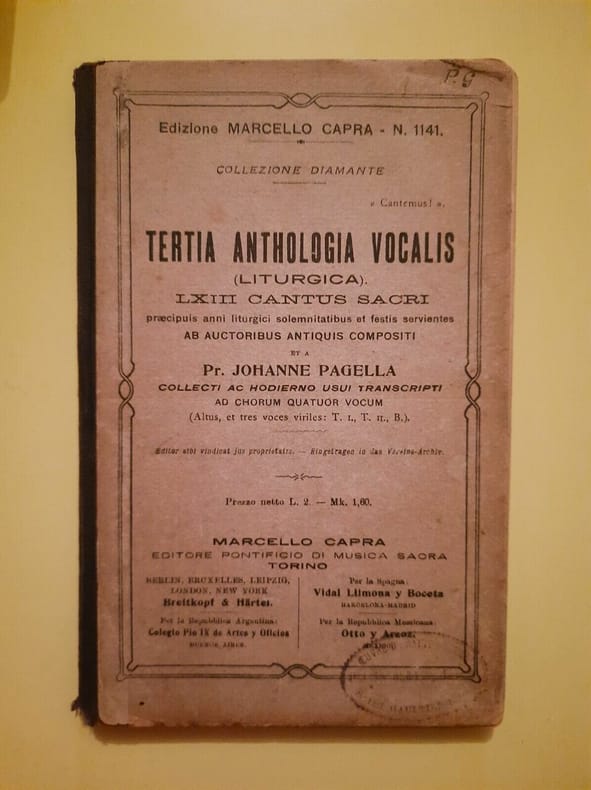 P. G
Edizione MARCELLO CAPRA - N. 1141.
COLLEZIONE DIAMANTE
« Cantemus! ».
TERTIA ANTHOLOGIA VOCALIS
(LITURGICA).
LXIII CANTUS SACRI
præcipuis anni liturgici solemnitatibus et festis servientes
AB AUCTORIBUS ANTIQUIS COMPOSITI
ET A
Pr. JOHANNE PAGELLA
COLLECTI AC HODIERNO USUI TRANSCRIPTI
AD CHORUM QUATUOR VOCUM
(Altus, et tres voces viriles: T. I., T. II., B.).
Editor sibi vindicat jus proprietatis. — Eingetragen in das Vereins-Archiv.
Prezzo netto L. 2. — Mk. 1,60.
MARCELLO CAPRA
EDITORE PONTIFICIO DI MUSICA SACRA
TORINO
BERLIN, BRUXELLES, LEIPZIG,
LONDON, NEW YORK
Breitkopf & Härtel.
Per la Repubblica Argentina:
Colegio Pio IX de Artes y Oficios
BUENOS AIRES.
Per la Spagna:
Vidal Llimona y Boceta
BARCELONA-MADRID
Per la Repubblica Messicana:
Otto y Arzoz.